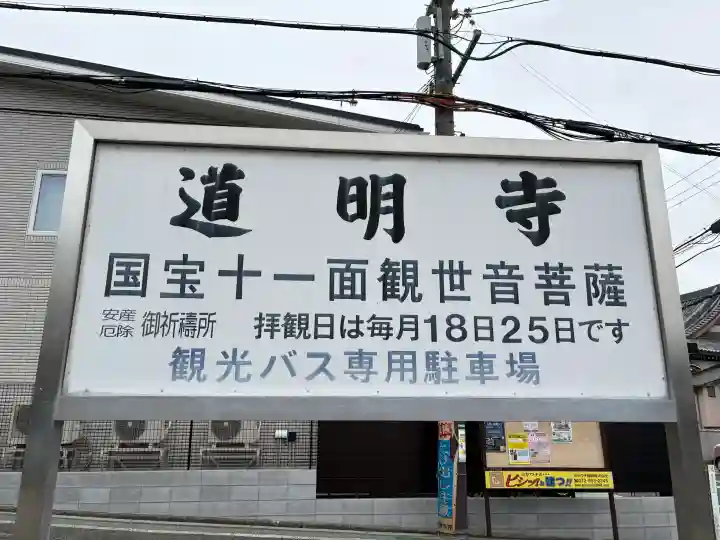 道明寺
国宝十一面観世音菩薩
安産
厄除 御祈禱所 拝観日は毎月18日25日です
観光バス専用駐車場
ビシッと建つ!!